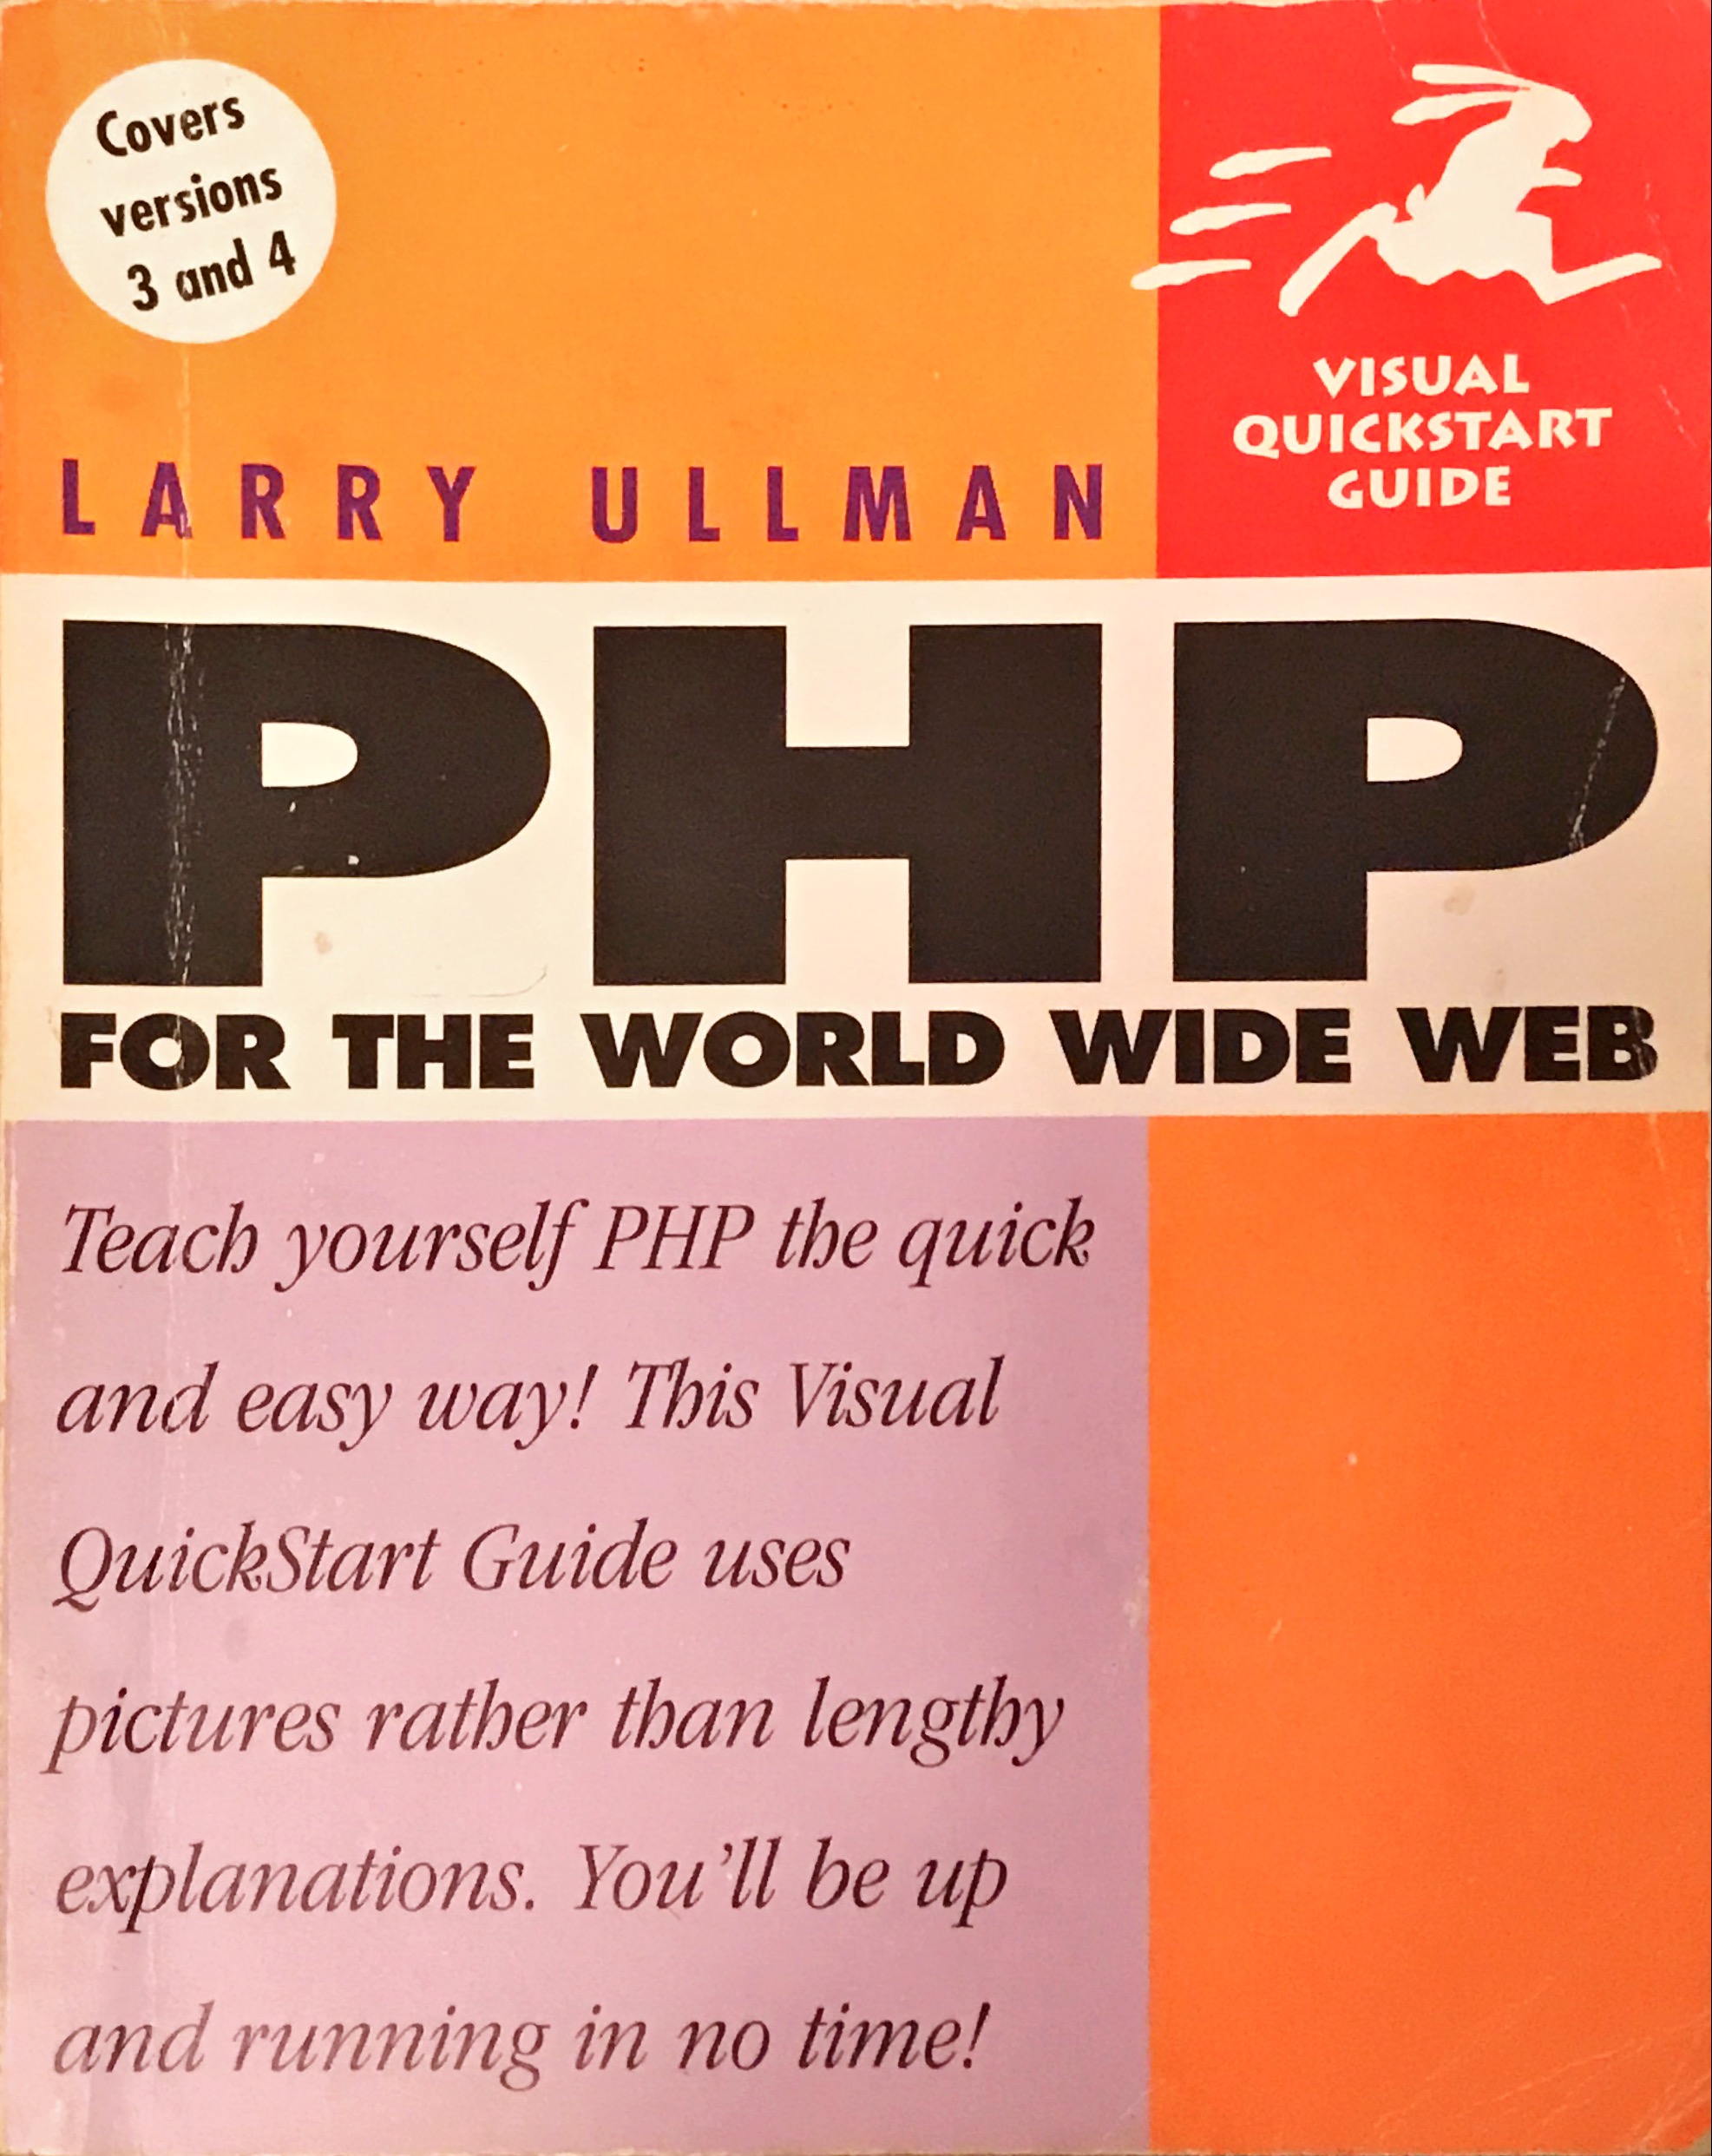 Covers
versions
3 and 4
VISUAL
QUICKSTART
GUIDE
LARRY ULLMAN
PHP
FOR THE WORLD WIDE WEB
Teach yourself PHP the quick
and easy way! This Visual
QuickStart Guide uses
pictures rather than lengthy
explanations. You'll be up
and running in no time!